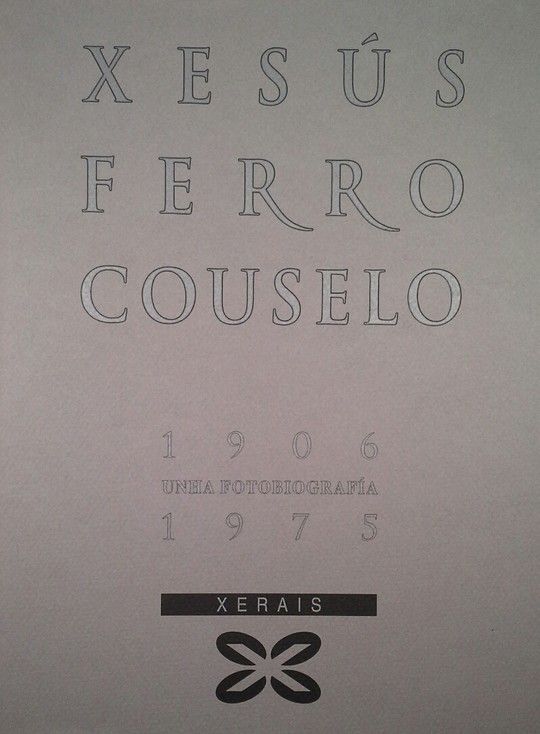 XESÚS
FERRO
COUSELO
1906
UNHA FOTOBIOGRAFÍA
1975
XERAIS